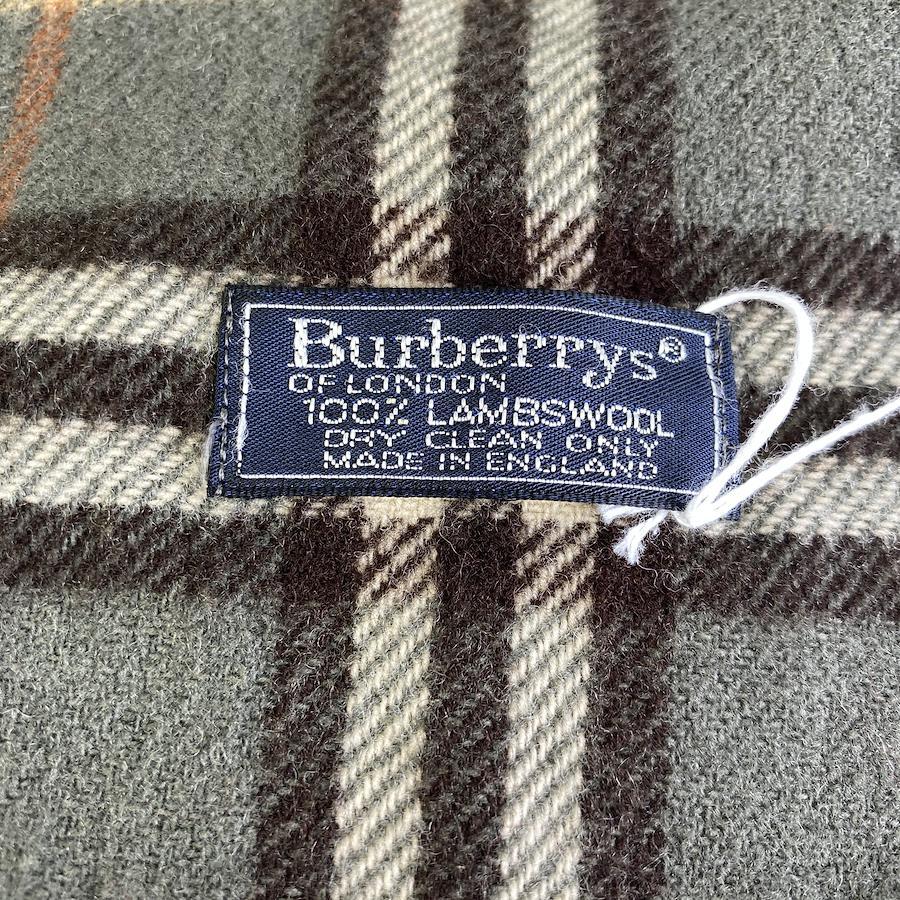 Burberrys®
OF LONDON
100% LAMBSWOOL
DRY CLEAN ONLY
MADE IN ENGLAND